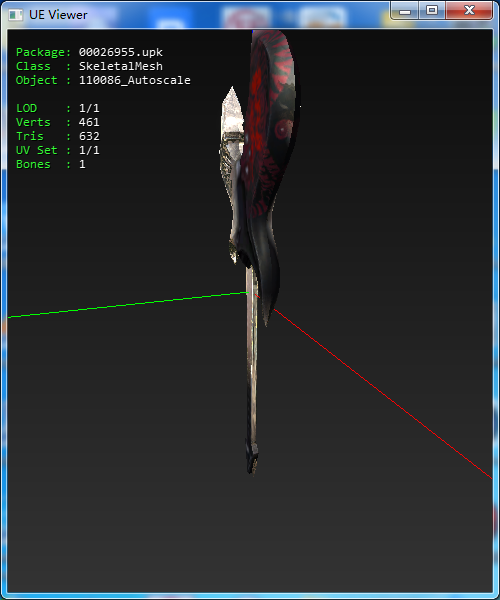 UE Viewer
Package: 00026955.upk
Class : SkeletalMesh
Object : 110086_Autoscale
LOD : 1/1
Verts : 461
Tris : 632
UV Set : 1/1
Bones : 1